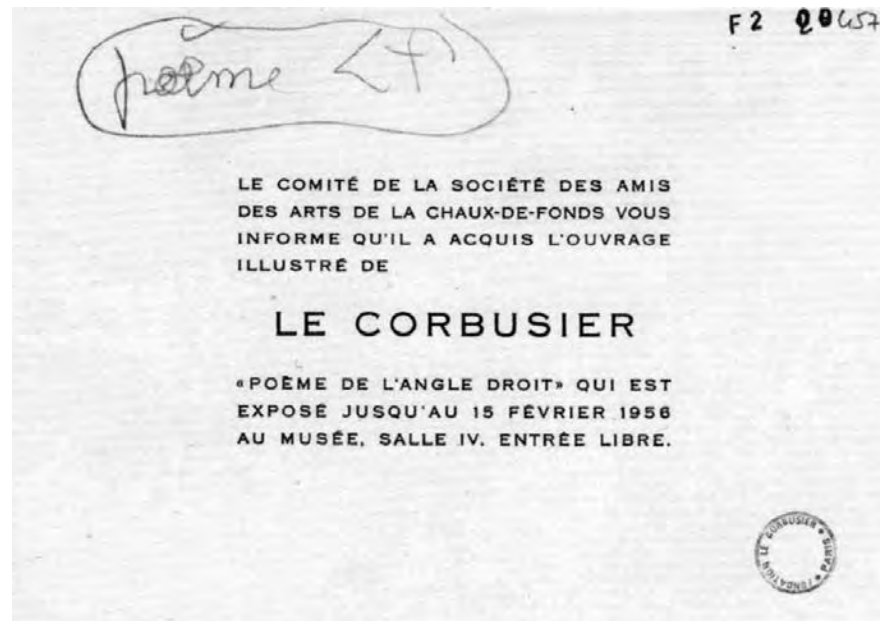 F2 20 457
poème
LE COMITÉ DE LA SOCIÉTÉ DES AMIS
DES ARTS DE LA CHAUX-DE-FONDS VOUS
INFORME QU'IL A ACQUIS L'OUVRAGE
ILLUSTRÉ DE
LE CORBUSIER
«POÈME DE L'ANGLE DROIT» QUI EST
EXPOSÉ JUSQU'AU 15 FÉVRIER 1956
AU MUSÉE, SALLE IV. ENTRÉE LIBRE.
FONDATION LE CORBUSIER * PARIS *